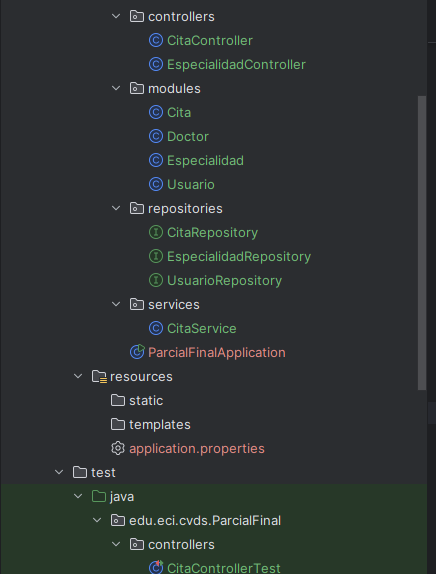 controllers
CitaController
EspecialidadController
modules
Cita
Doctor
Especialidad
Usuario
repositories
CitaRepository
EspecialidadRepository
UsuarioRepository
services
CitaService
ParcialFinalApplication
resources
static
templates
application.properties
test
java
edu.eci.cvds.ParcialFinal
controllers
CitaControllerTest